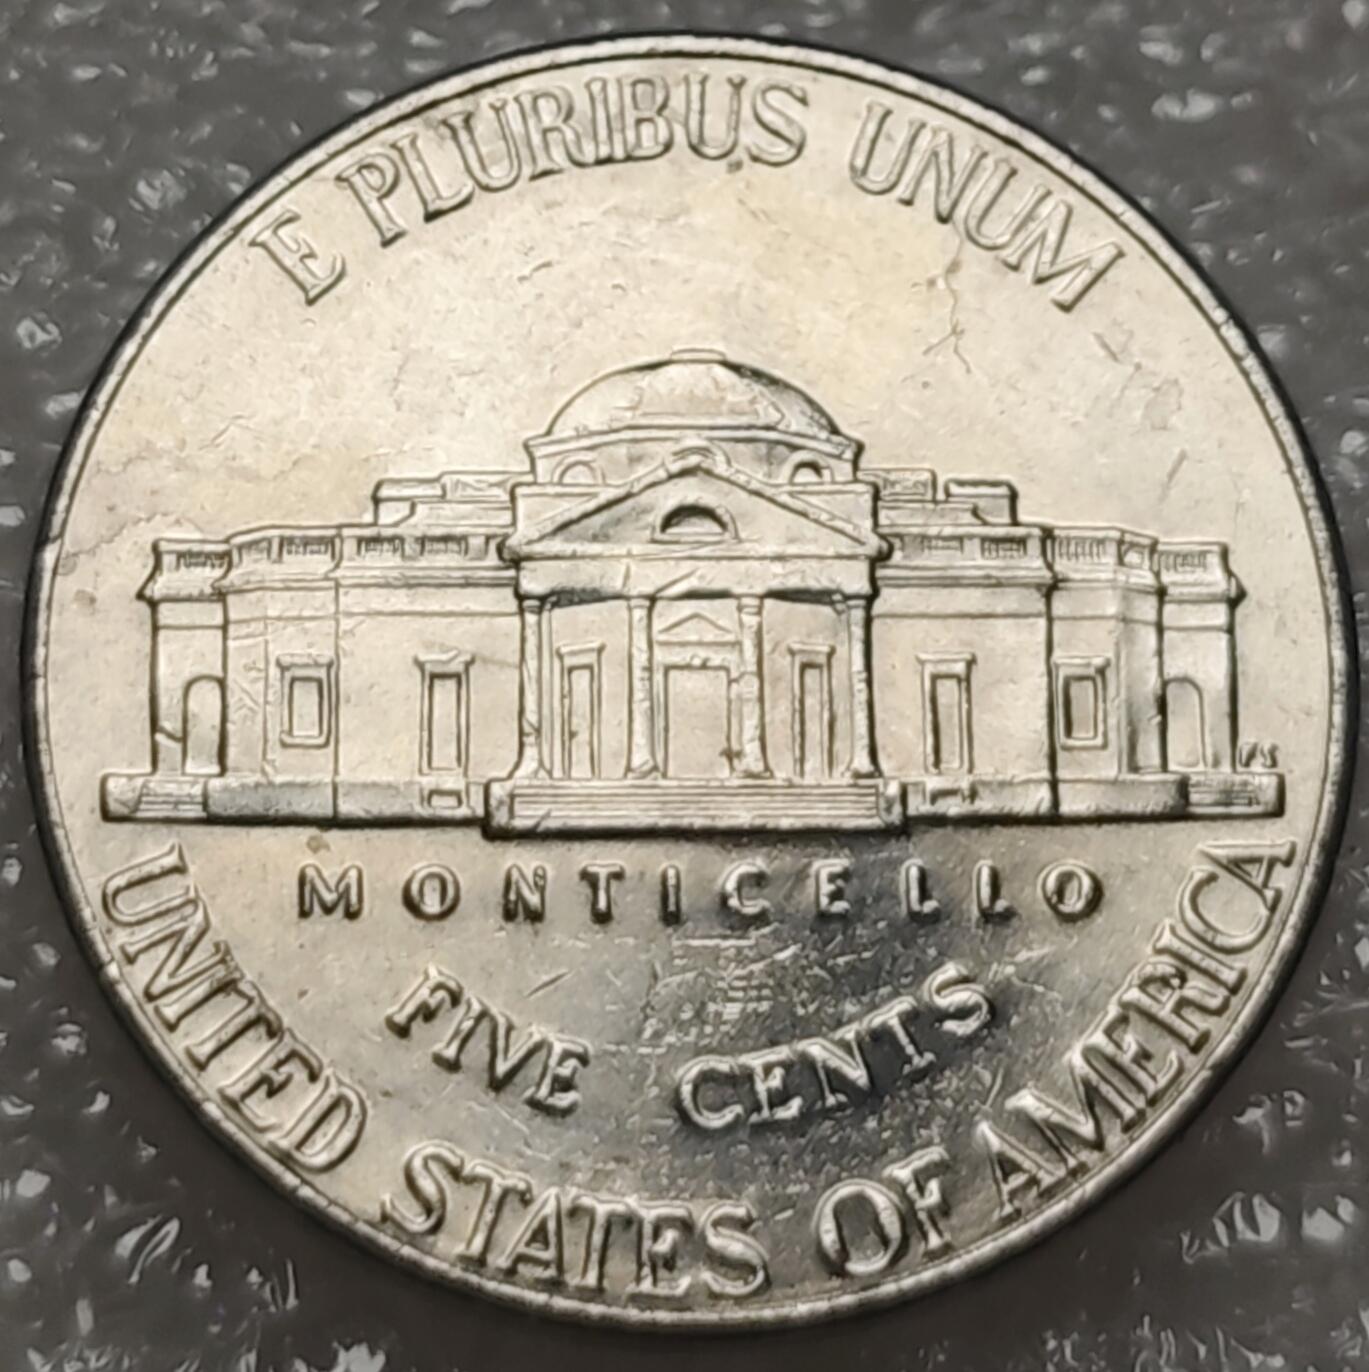 E PLURIBUS UNUM
FS
MONTICELLO
FIVE CENTS
UNITED STATES OF AMERICA